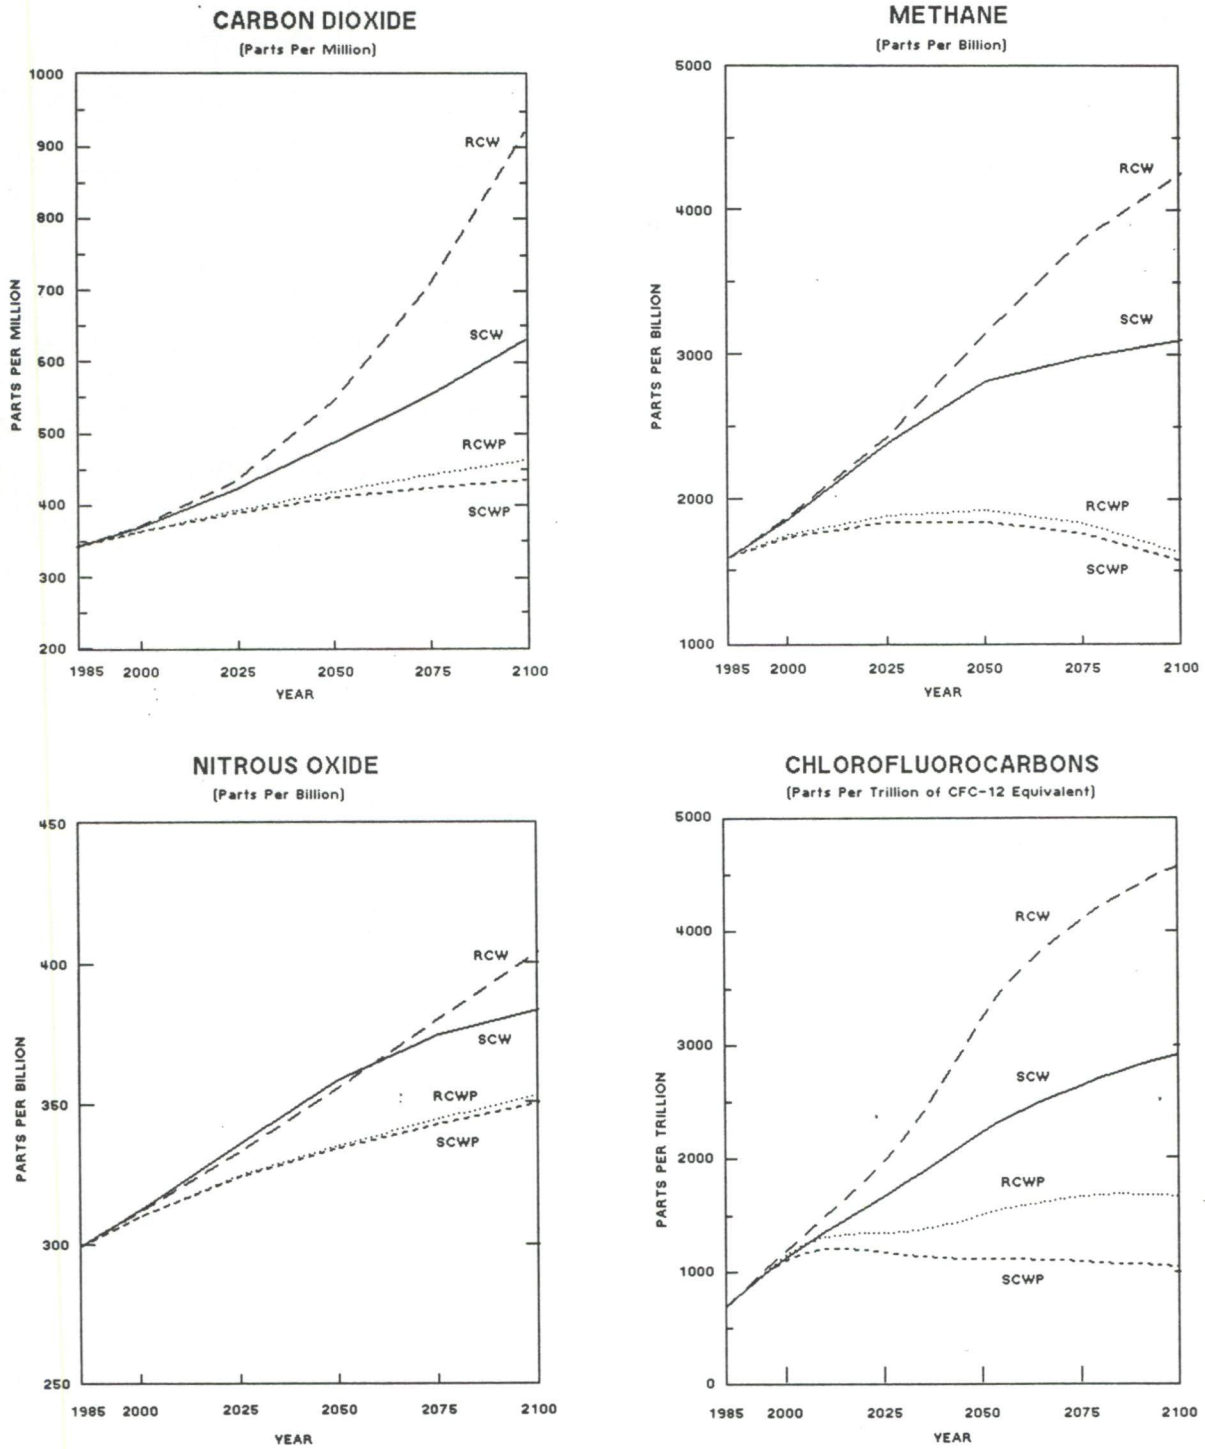 CARBON DIOXIDE
(Parts Per Million)
1000
900
800
700
600
500
400
300
200
PARTS PER MILLION
RCW
SCW
RCWP
SCWP
1985 2000 2025 2050 2075 2100
YEAR
METHANE
(Parts Per Billion)
5000
4000
3000
2000
1000
PARTS PER BILLION
RCW
SCW
RCWP
SCWP
1985 2000 2025 2050 2075 2100
YEAR
NITROUS OXIDE
(Parts Per Billion)
450
400
350
300
250
PARTS PER BILLION
RCW
SCW
RCWP
SCWP
1985 2000 2025 2050 2075 2100
YEAR
CHLOROFLUOROCARBONS
(Parts Per Trillion of CFC-12 Equivalent)
5000
4000
3000
2000
1000
0
PARTS PER TRILLION
RCW
SCW
RCWP
SCWP
1985 2000 2025 2050 2075 2100
YEAR